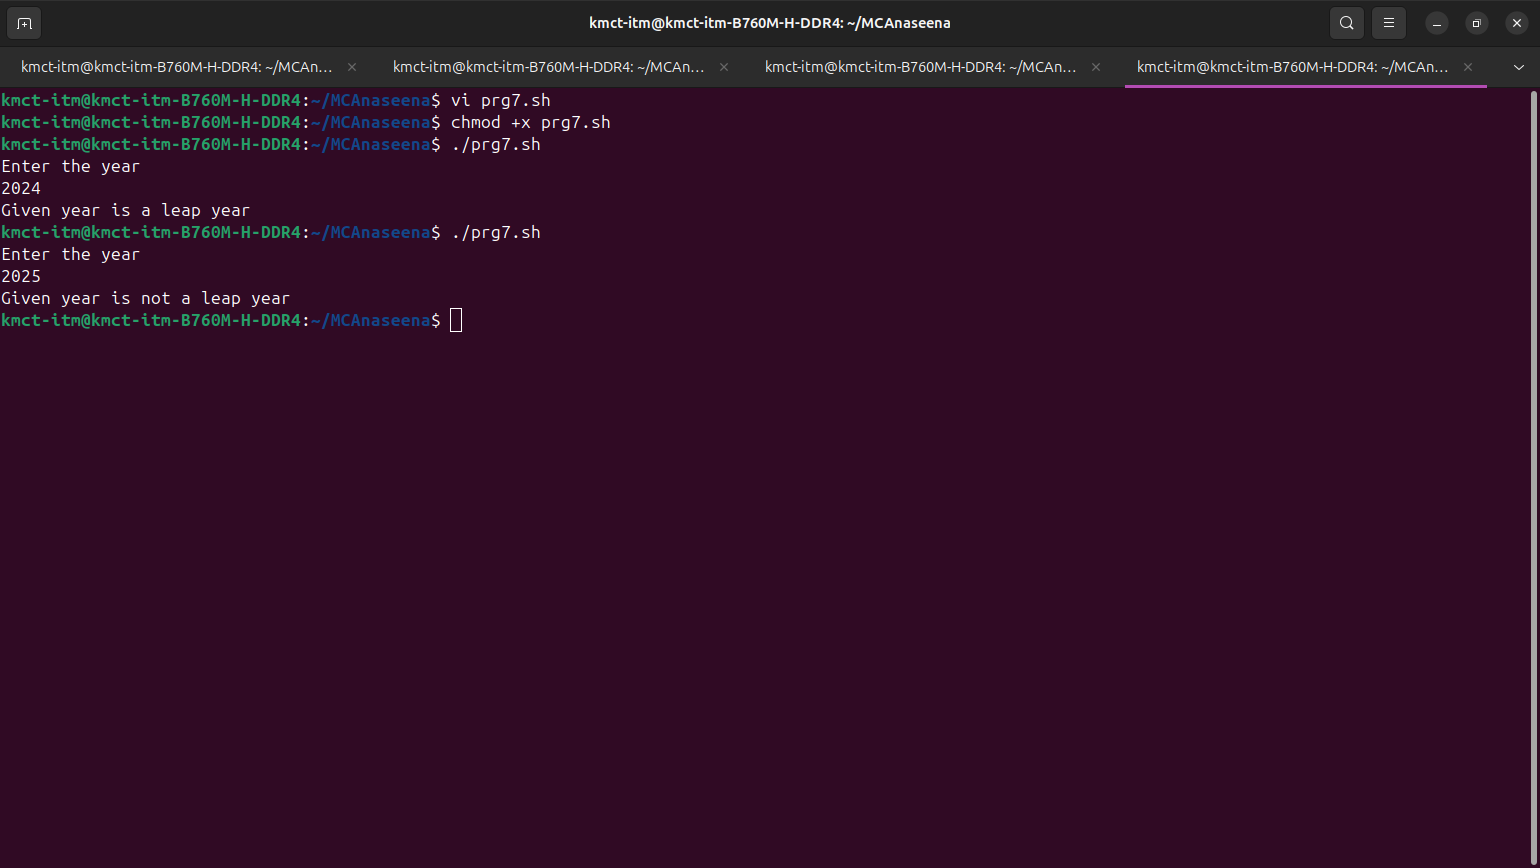 kmct-itm@kmct-itm-B760M-H-DDR4: ~/MCAnaseena
kmct-itm@kmct-itm-B760M-H-DDR4: ~/MCAn... kmct-itm@kmct-itm-B760M-H-DDR4: ~/MCAn... kmct-itm@kmct-itm-B760M-H-DDR4: ~/MCAn... kmct-itm@kmct-itm-B760M-H-DDR4: ~/MCAn...
kmct-itm@kmct-itm-B760M-H-DDR4:~/MCAnaseena$ vi prg7.sh
kmct-itm@kmct-itm-B760M-H-DDR4:~/MCAnaseena$ chmod +x prg7.sh
kmct-itm@kmct-itm-B760M-H-DDR4:~/MCAnaseena$ ./prg7.sh
Enter the year
2024
Given year is a leap year
kmct-itm@kmct-itm-B760M-H-DDR4:~/MCAnaseena$ ./prg7.sh
Enter the year
2025
Given year is not a leap year
kmct-itm@kmct-itm-B760M-H-DDR4:~/MCAnaseena$